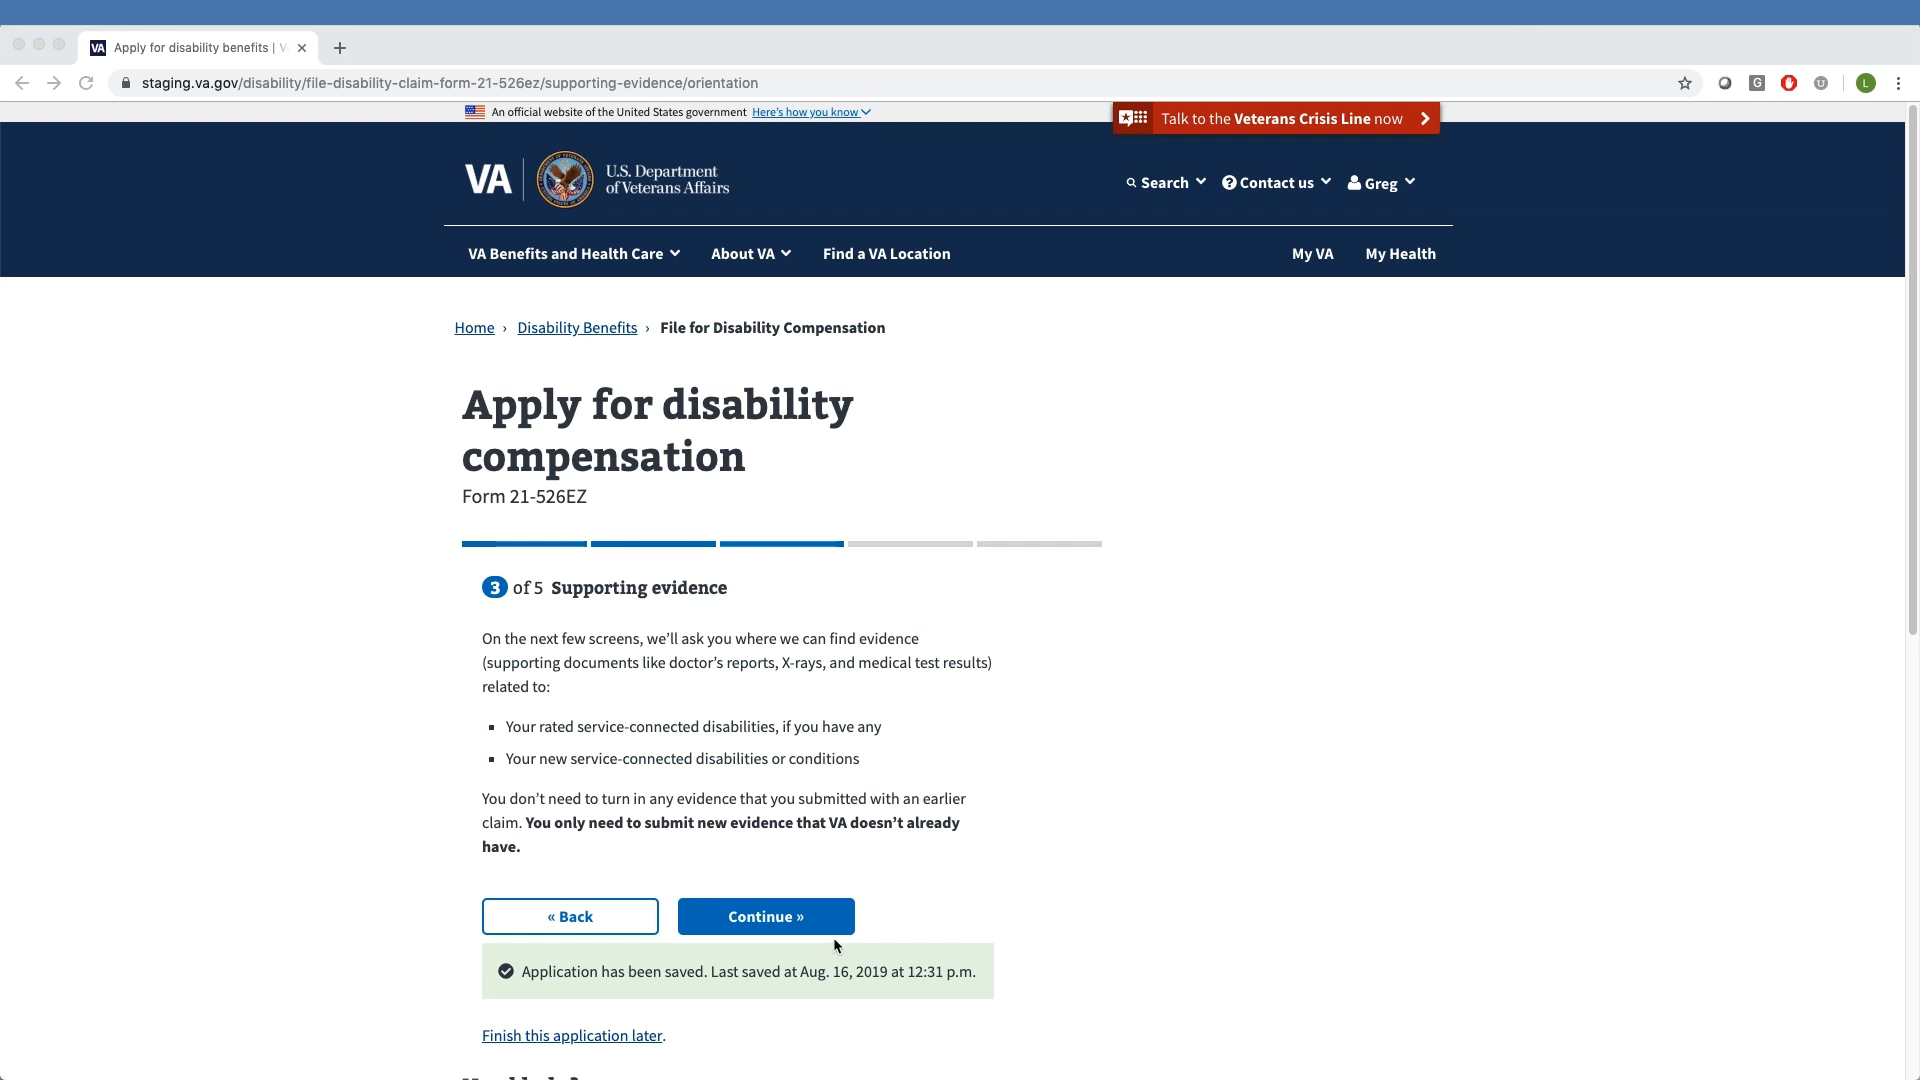 VA Apply for disability benefits | V
staging.va.gov/disability/file-disability-claim-form-21-526ez/supporting-evidence/orientation
G
L
An official website of the United States government Here's how you know
Talk to the Veterans Crisis Line now
VA
U.S. Department
of Veterans Affairs
Search Contact us Greg
VA Benefits and Health Care About VA Find a VA Location My VA My Health
Home › Disability Benefits › File for Disability Compensation
Apply for disability
compensation
Form 21-526EZ
3 of 5 Supporting evidence
On the next few screens, we’ll ask you where we can find evidence
(supporting documents like doctor’s reports, X-rays, and medical test results)
related to:
▪ Your rated service-connected disabilities, if you have any
▪ Your new service-connected disabilities or conditions
You don’t need to turn in any evidence that you submitted with an earlier
claim. You only need to submit new evidence that VA doesn’t already
have.
« Back Continue »
Application has been saved. Last saved at Aug. 16, 2019 at 12:31 p.m.
Finish this application later.